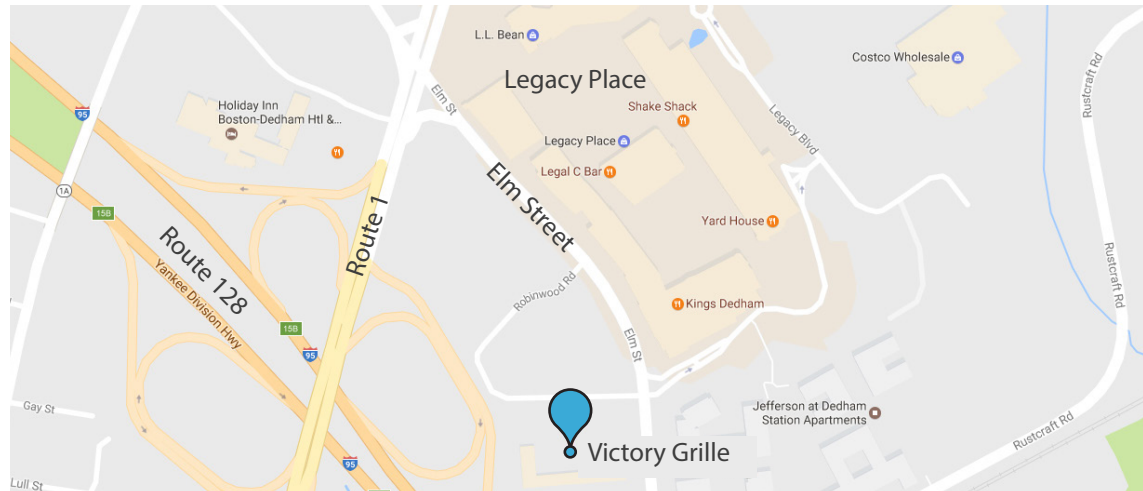 L.L. Bean
Costco Wholesale
Rustcraft Rd
Legacy Place
Elm St
95
Holiday Inn
Boston-Dedham Htl &...
Shake Shack
Legacy Blvd
Legacy Place
Legal C Bar
1A
15B
Elm Street
Yard House
Route 1
Route 128
Yankee Division Hwy
Robinwood Rd
Rustcraft Rd
Kings Dedham
15B
95
Elm St
Gay St
Jefferson at Dedham
Station Apartments
Rustcraft Rd
Victory Grille
95
Lull St